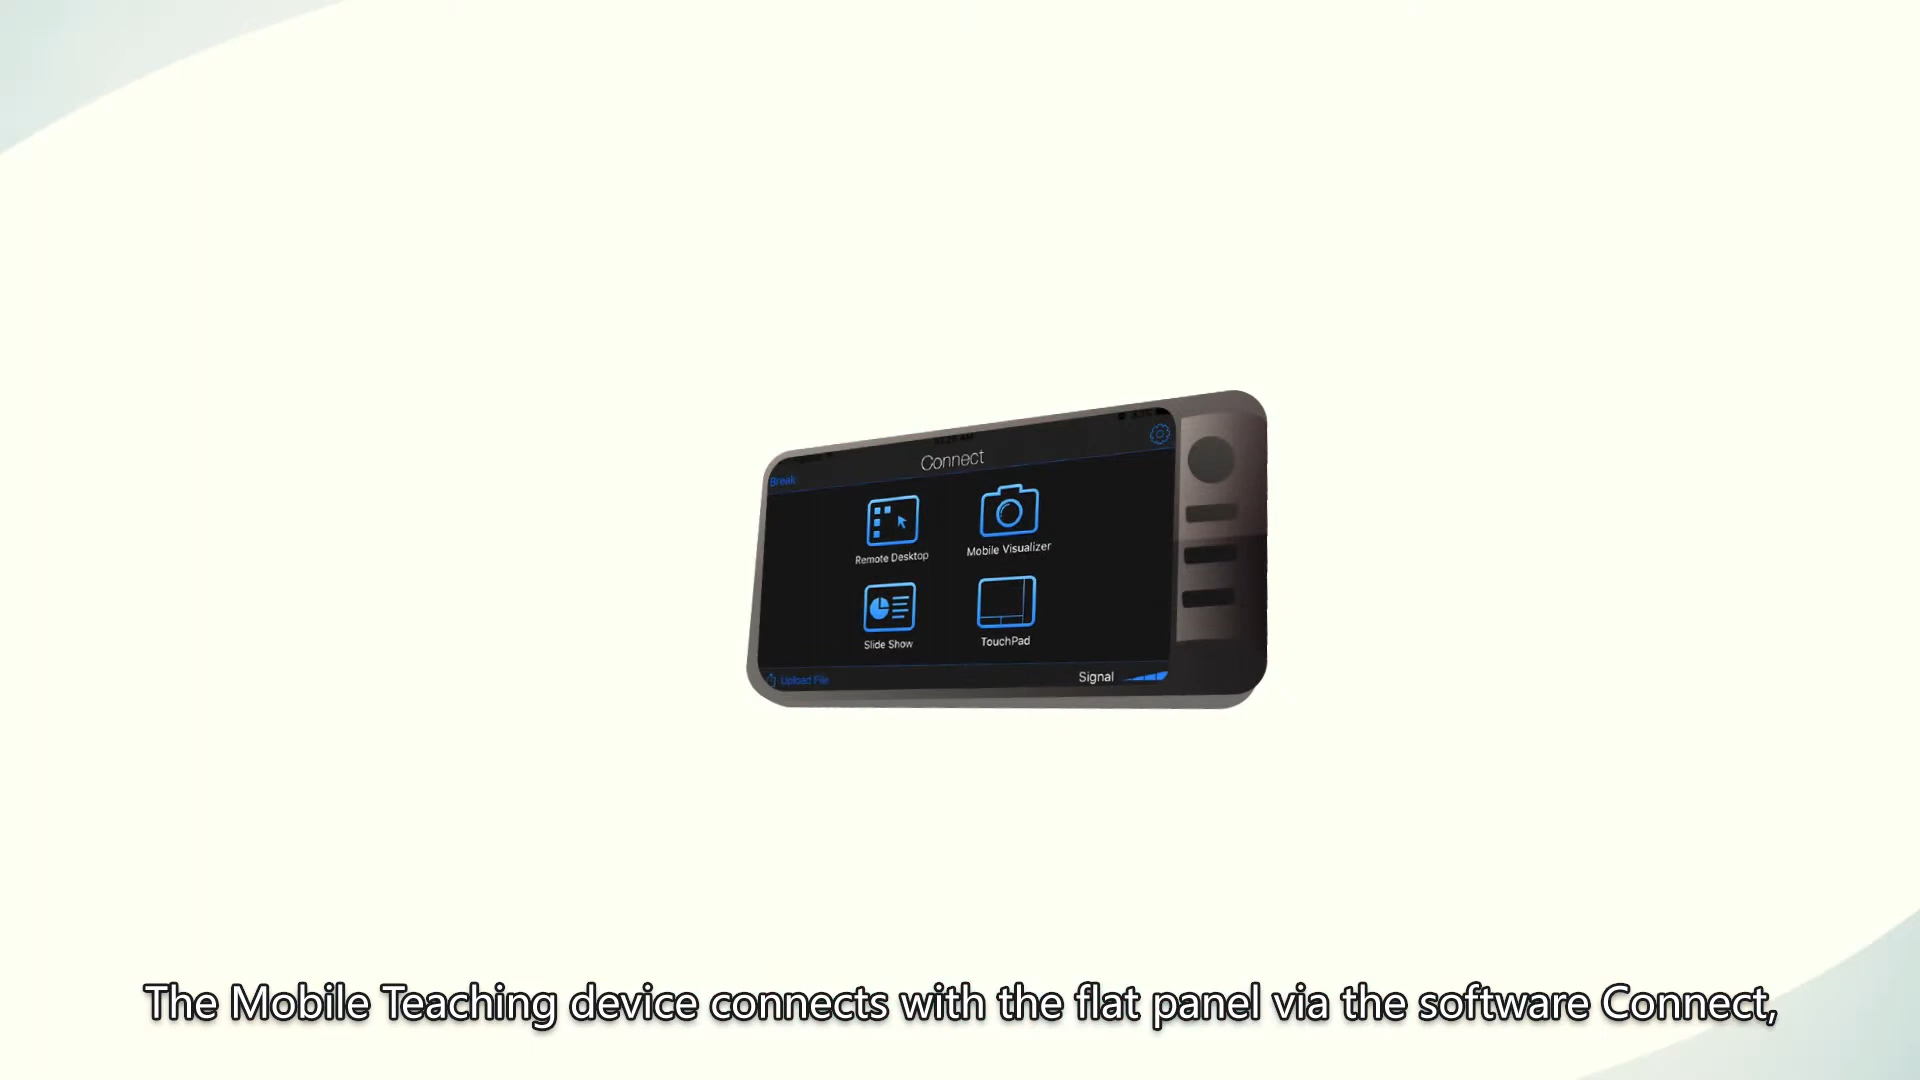 Connect
Break
Remote Desktop
Mobile Visualizer
Slide Show
TouchPad
Upload File
Signal
The Mobile Teaching device connects with the flat panel via the software Connect,